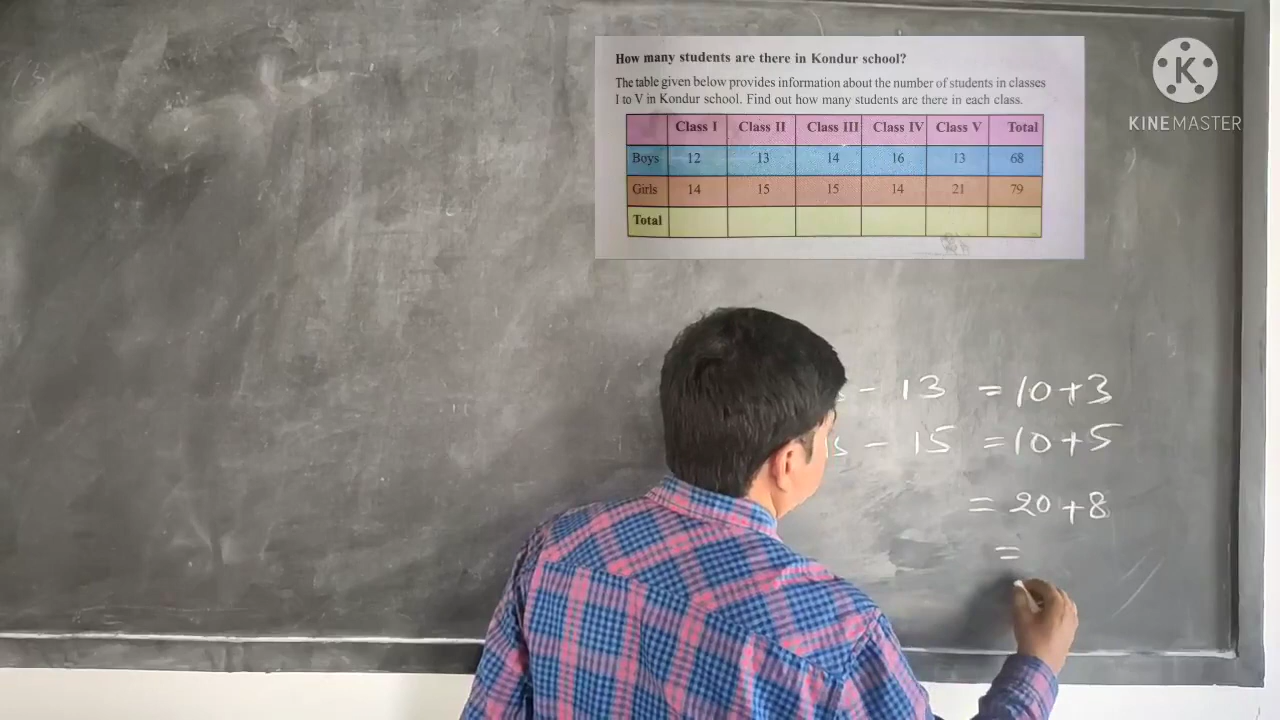 How many students are there in Kondur school?
The table given below provides information about the number of students in classes
I to V in Kondur school. Find out how many students are there in each class.
Class I Class II Class III Class IV Class V Total
Boys 12 13 14 16 13 68
Girls 14 15 15 14 21 79
Total
KINEMASTER
- 13 = 10+3
- 15 = 10+5
= 20+8
=